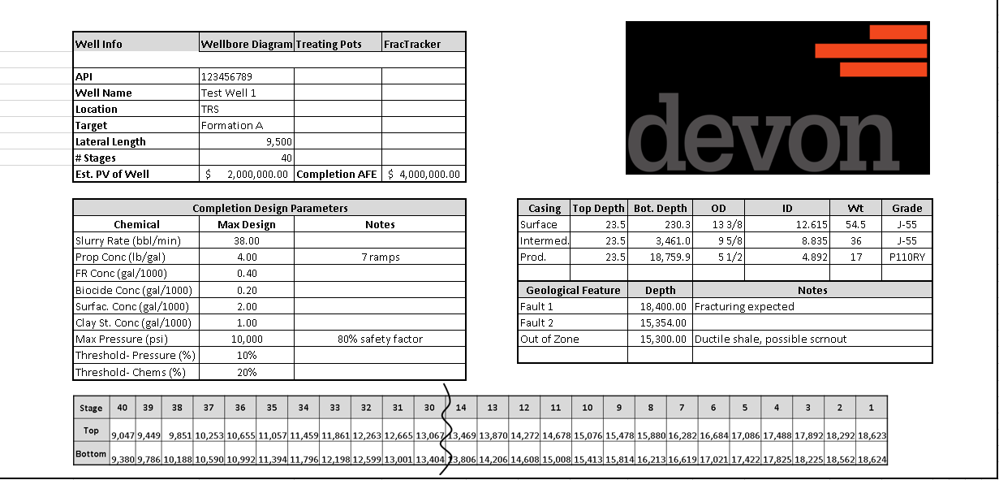 Well Info Wellbore Diagram Treating Pots FracTracker
API 123456789
Well Name Test Well 1
Location TRS
Target Formation A
Lateral Length 9,500
# Stages 40
Est. PV of Well $ 2,000,000.00 Completion AFE $ 4,000,000.00
devon
Completion Design Parameters
Chemical Max Design Notes
Slurry Rate (bbl/min) 38.00
Prop Conc (lb/gal) 4.00 7 ramps
FR Conc (gal/1000) 0.40
Biocide Conc (gal/1000) 0.20
Surfac. Conc (gal/1000) 2.00
Clay St. Conc (gal/1000) 1.00
Max Pressure (psi) 10,000 80% safety factor
Threshold- Pressure (%) 10%
Threshold- Chems (%) 20%
Casing Top Depth Bot. Depth OD ID Wt Grade
Surface 23.5 230.3 13 3/8 12.615 54.5 J-55
Intermed. 23.5 3,461.0 9 5/8 8.835 36 J-55
Prod. 23.5 18,759.9 5 1/2 4.892 17 P110RY
Geological Feature Depth Notes
Fault 1 18,400.00 Fracturing expected
Fault 2 15,354.00
Out of Zone 15,300.00 Ductile shale, possible scrnout
Stage 40 39 38 37 36 35 34 33 32 31 30 14 13 12 11 10 9 8 7 6 5 4 3 2 1
Top 9,047 9,449 9,851 10,253 10,655 11,057 11,459 11,861 12,263 12,665 13,067 13,469 13,870 14,272 14,678 15,076 15,478 15,880 16,282 16,684 17,086 17,488 17,892 18,292 18,623
Bottom 9,380 9,786 10,188 10,590 10,992 11,394 11,796 12,198 12,599 13,001 13,404 13,806 14,206 14,608 15,008 15,413 15,814 16,213 16,619 17,021 17,422 17,825 18,225 18,562 18,624